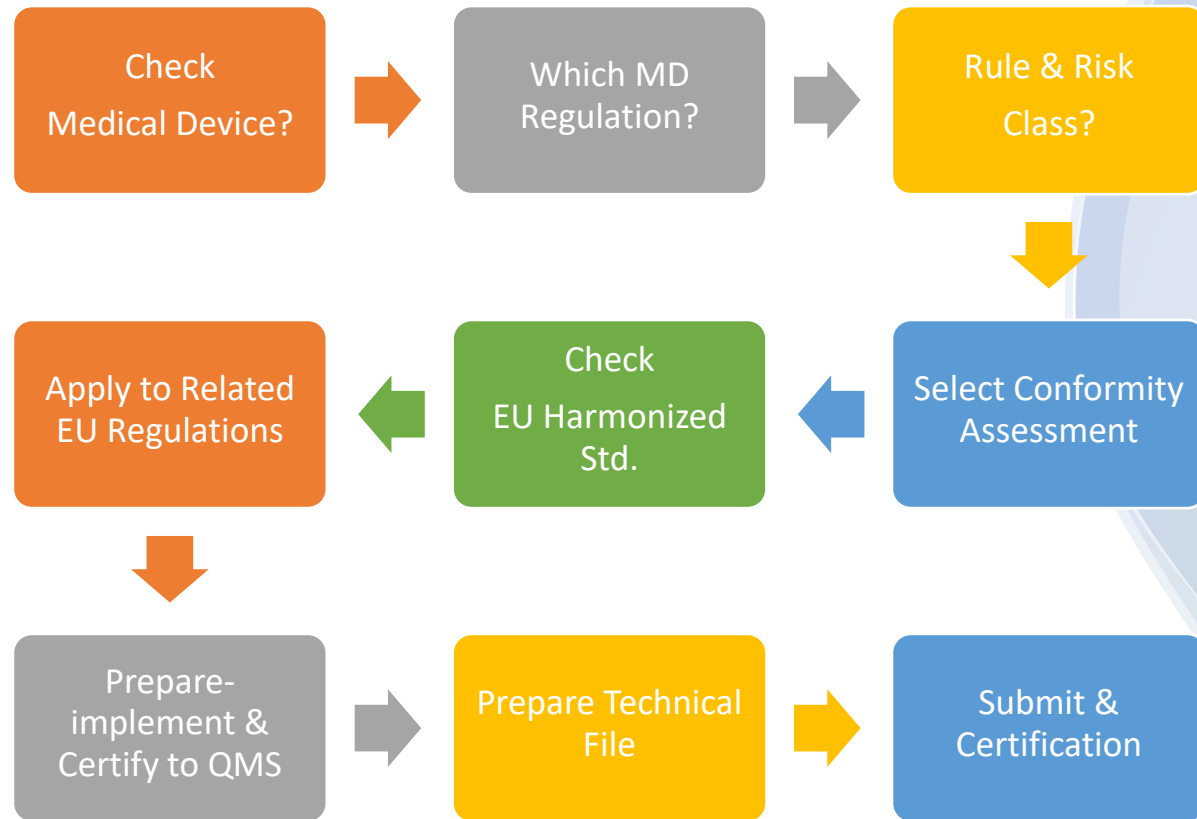 Check
Medical Device?
Which MD
Regulation?
Rule & Risk
Class?
Select Conformity
Assessment
Check
EU Harmonized
Std.
Apply to Related
EU Regulations
Prepare-
implement &
Certify to QMS
Prepare Technical
File
Submit &
Certification